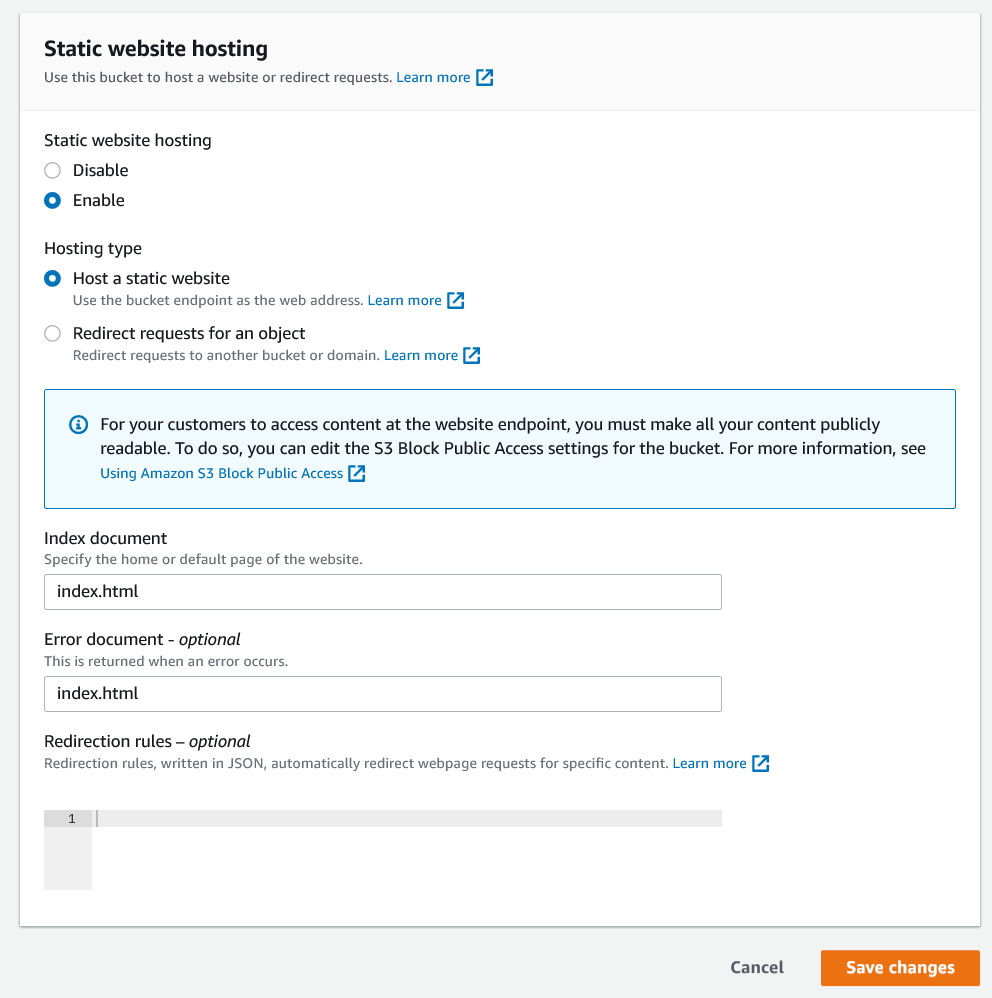 Static website hosting
Use this bucket to host a website or redirect requests. Learn more
Static website hosting
Disable
Enable
Hosting type
Host a static website
Use the bucket endpoint as the web address. Learn more
Redirect requests for an object
Redirect requests to another bucket or domain. Learn more
For your customers to access content at the website endpoint, you must make all your content publicly
readable. To do so, you can edit the S3 Block Public Access settings for the bucket. For more information, see
Using Amazon S3 Block Public Access
Index document
Specify the home or default page of the website.
index.html
Error document - optional
This is returned when an error occurs.
index.html
Redirection rules – optional
Redirection rules, written in JSON, automatically redirect webpage requests for specific content. Learn more
1
Cancel
Save changes